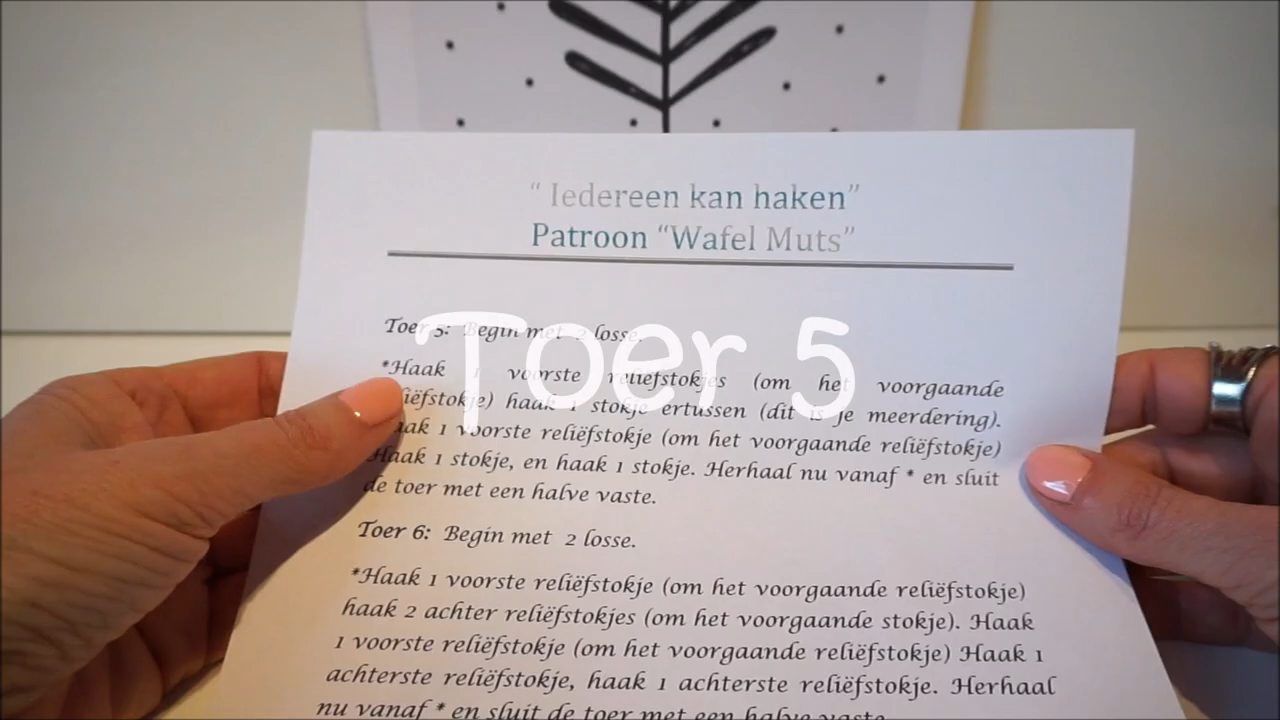 “ Iedereen kan haken”
Patroon “Wafel Muts”
Toer 5: Begin met 2 losse.
Toer 5
*Haak 1 voorste reliëfstokjes (om het voorgaande
liëfstokje) haak 1 stokje ertussen (dit is je meerdering).
aak 1 voorste reliëfstokje (om het voorgaande reliëfstokje)
Haak 1 stokje, en haak 1 stokje. Herhaal nu vanaf * en sluit
de toer met een halve vaste.
Toer 6: Begin met 2 losse.
*Haak 1 voorste reliëfstokje (om het voorgaande reliëfstokje)
haak 2 achter reliëfstokjes (om het voorgaande stokje). Haak
1 voorste reliëfstokje (om het voorgaande reliëfstokje) Haak 1
achterste reliëfstokje, haak 1 achterste reliëfstokje. Herhaal
nu vanaf * en sluit de toer met een halve vaste.